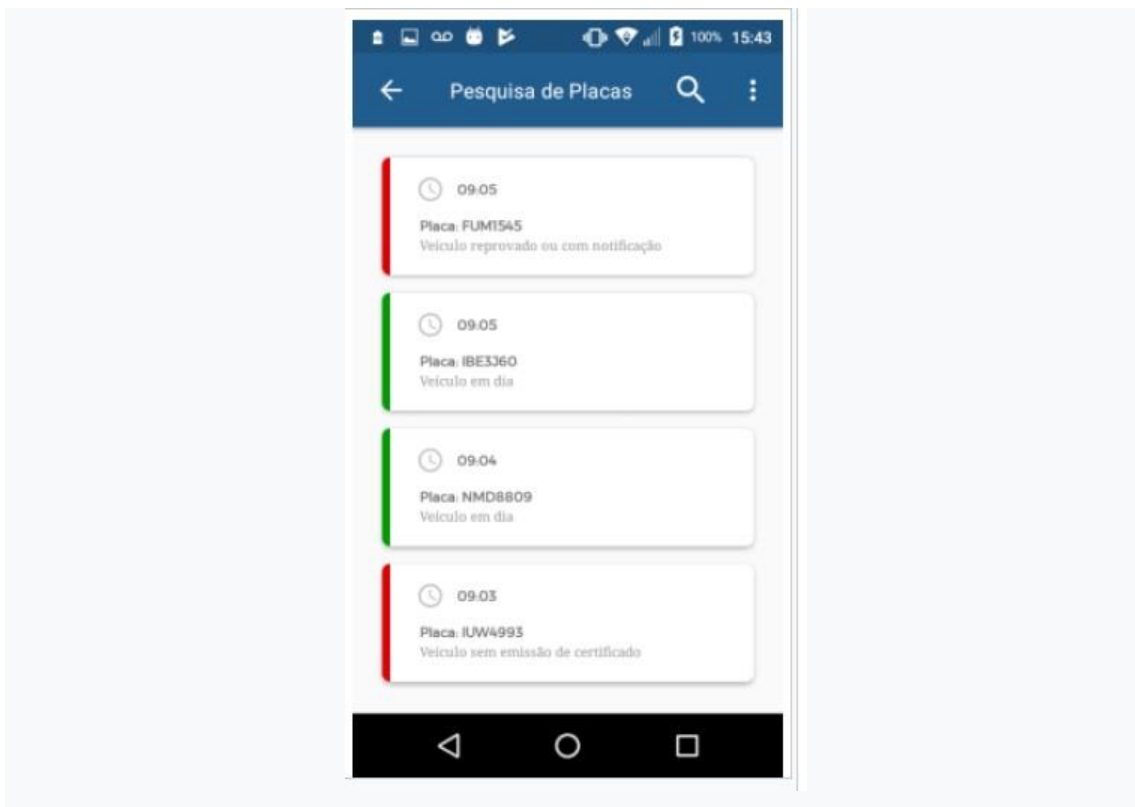 100% 15:43
Pesquisa de Placas
09:05
Placa: FUM1545
Veículo reprovado ou com notificação
09:05
Placa: IBE3J60
Veículo em dia
09:04
Placa: NMD8809
Veículo em dia
09:03
Placa: IUW4993
Veículo sem emissão de certificado